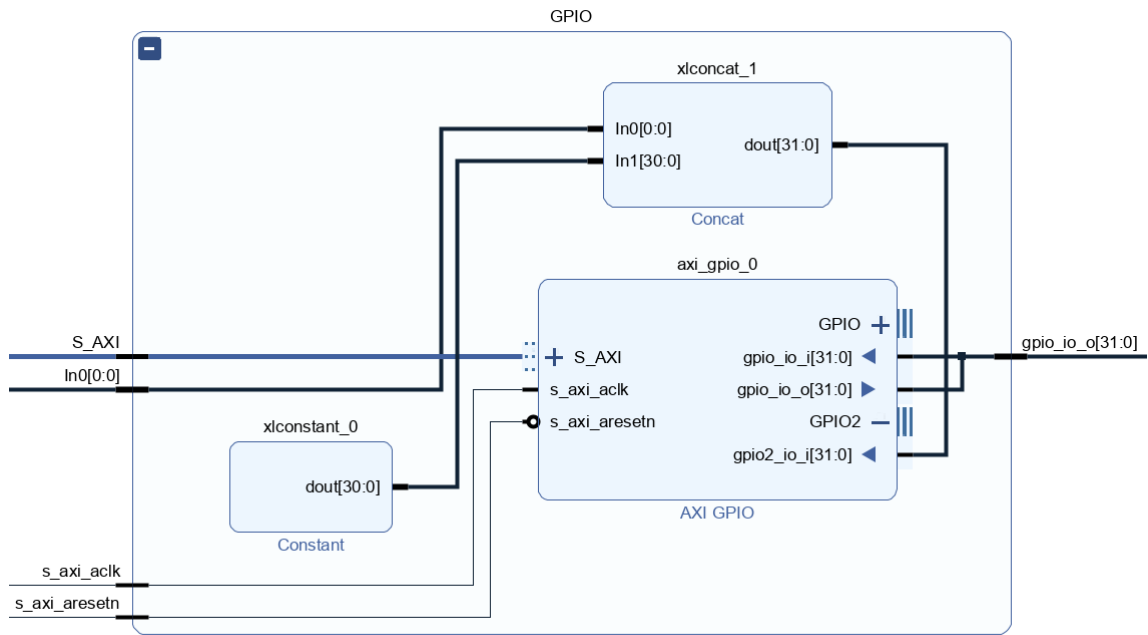 GPIO
xlconcat_1
In0[0:0]
In1[30:0]
dout[31:0]
Concat
axi_gpio_0
GPIO
S_AXI
S_AXI
gpio_io_i[31:0]
gpio_io_o[31:0]
In0[0:0]
s_axi_aclk
gpio_io_o[31:0]
s_axi_aresetn
GPIO2
xlconstant_0
gpio2_io_i[31:0]
dout[30:0]
AXI GPIO
Constant
s_axi_aclk
s_axi_aresetn